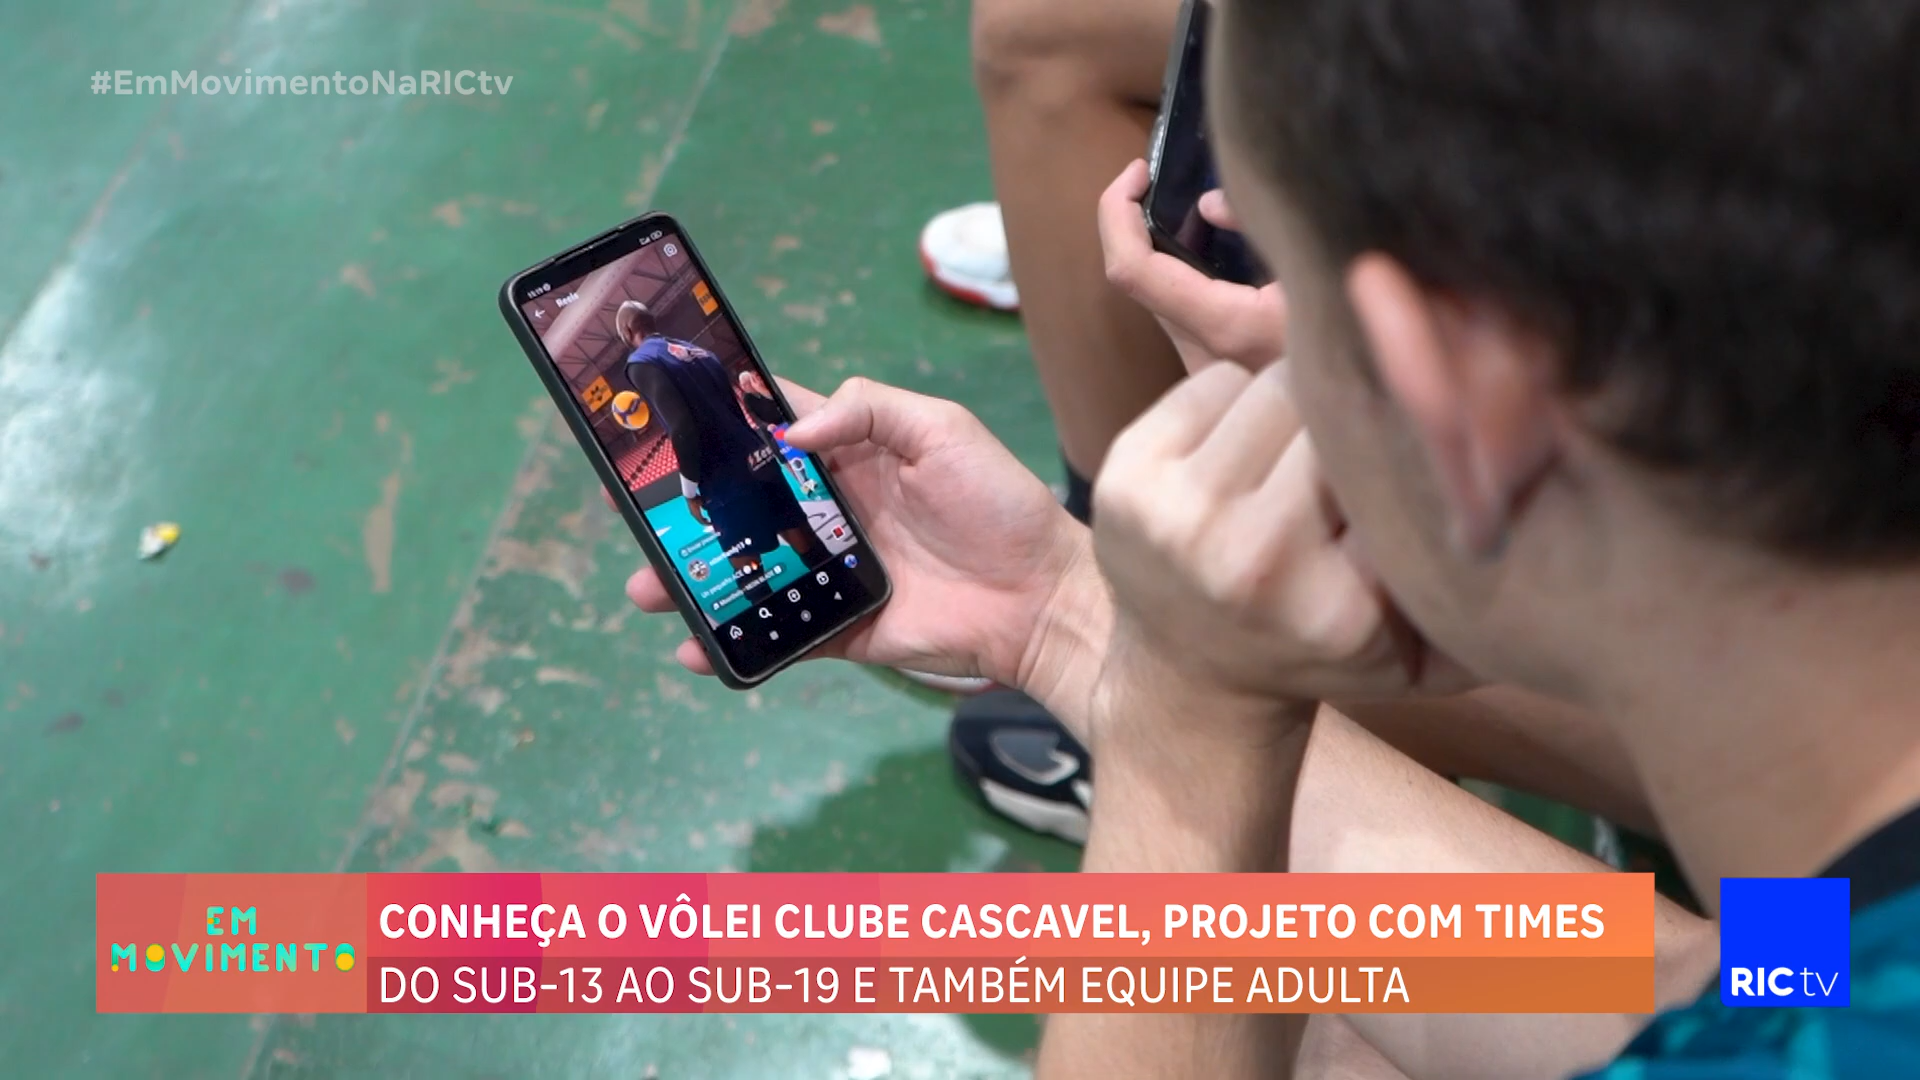 #EmMovimentoNaRICtv
Reels
EM
MOVIMENTO
CONHEÇA O VÔLEI CLUBE CASCAVEL, PROJETO COM TIMES
DO SUB-13 AO SUB-19 E TAMBÉM EQUIPE ADULTA
RIC tv